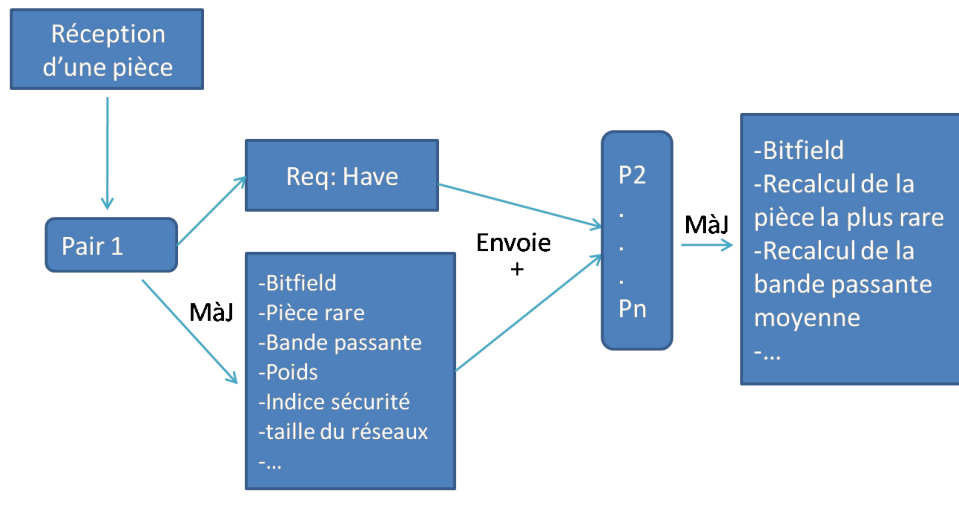 Réception
d'une pièce
Pair 1
Req: Have
MàJ
-Bitfield
-Pièce rare
-Bande passante
-Poids
-Indice sécurité
-taille du réseaux
-...
Envoie
+
P2
.
.
.
Pn
MàJ
-Bitfield
-Recalcul de la
pièce la plus rare
-Recalcul de la
bande passante
moyenne
-...